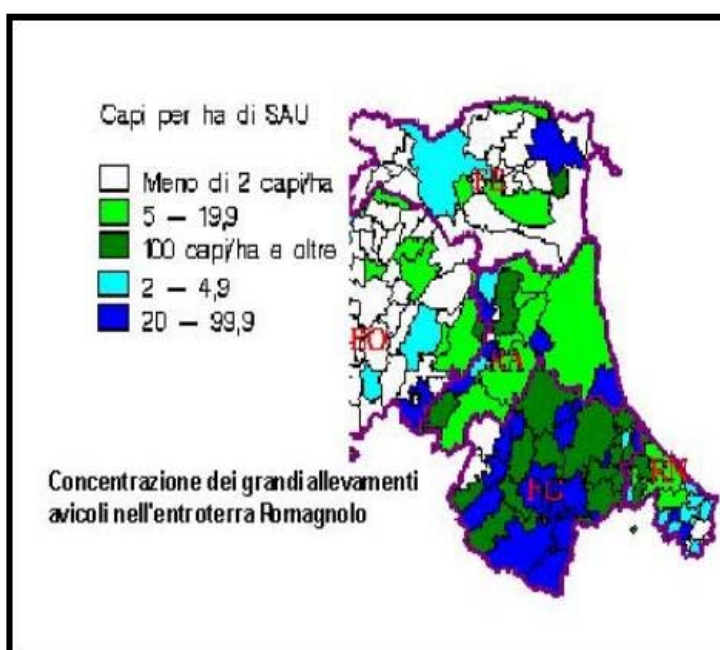 Capi per ha di SAU
Meno di 2 capi/ha
5 – 19,9
100 capi/ha e oltre
2 – 4,9
20 – 99,9
FE
BO
RA
FC
RN
Concentrazione dei grandi allevamenti
avicoli nell'entroterra Romagnolo